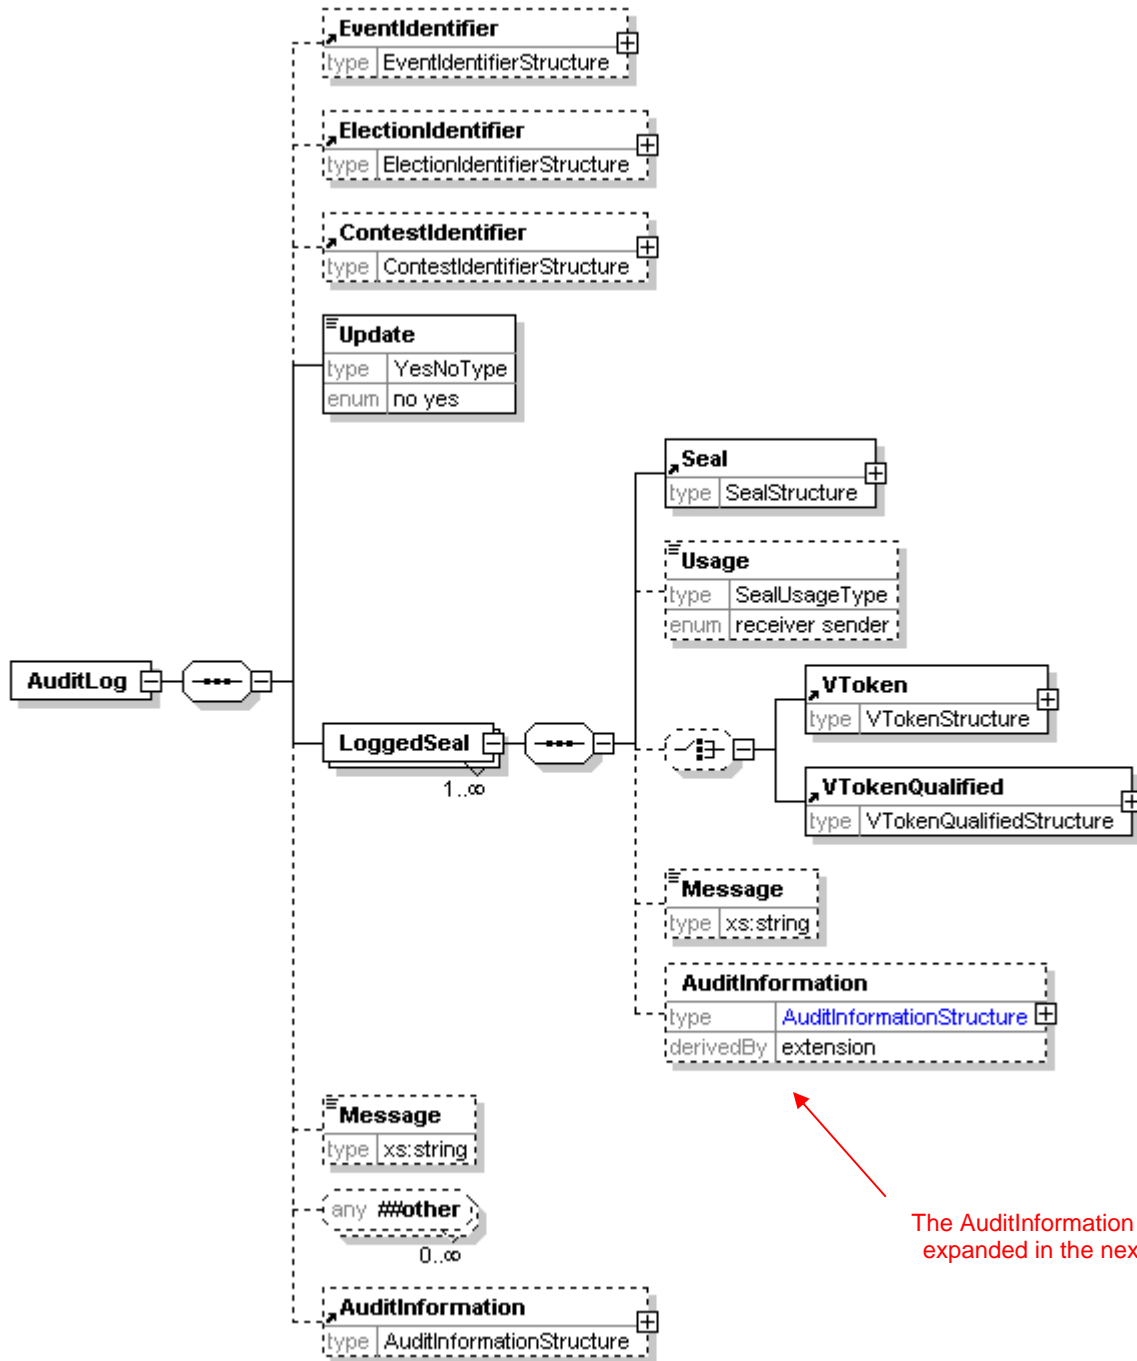 EventIdentifier
type EventIdentifierStructure
ElectionIdentifier
type ElectionIdentifierStructure
ContestIdentifier
type ContestIdentifierStructure
Update
type YesNoType
enum no yes
Seal
type SealStructure
Usage
type SealUsageType
enum receiver sender
AuditLog
LoggedSeal
1..∞
VToken
type VTokenStructure
VTokenQualified
type VTokenQualifiedStructure
Message
type xs:string
AuditInformation
type AuditInformationStructure
derivedBy extension
Message
type xs:string
any ##other
0..∞
The AuditInformation
expanded in the nex
AuditInformation
type AuditInformationStructure